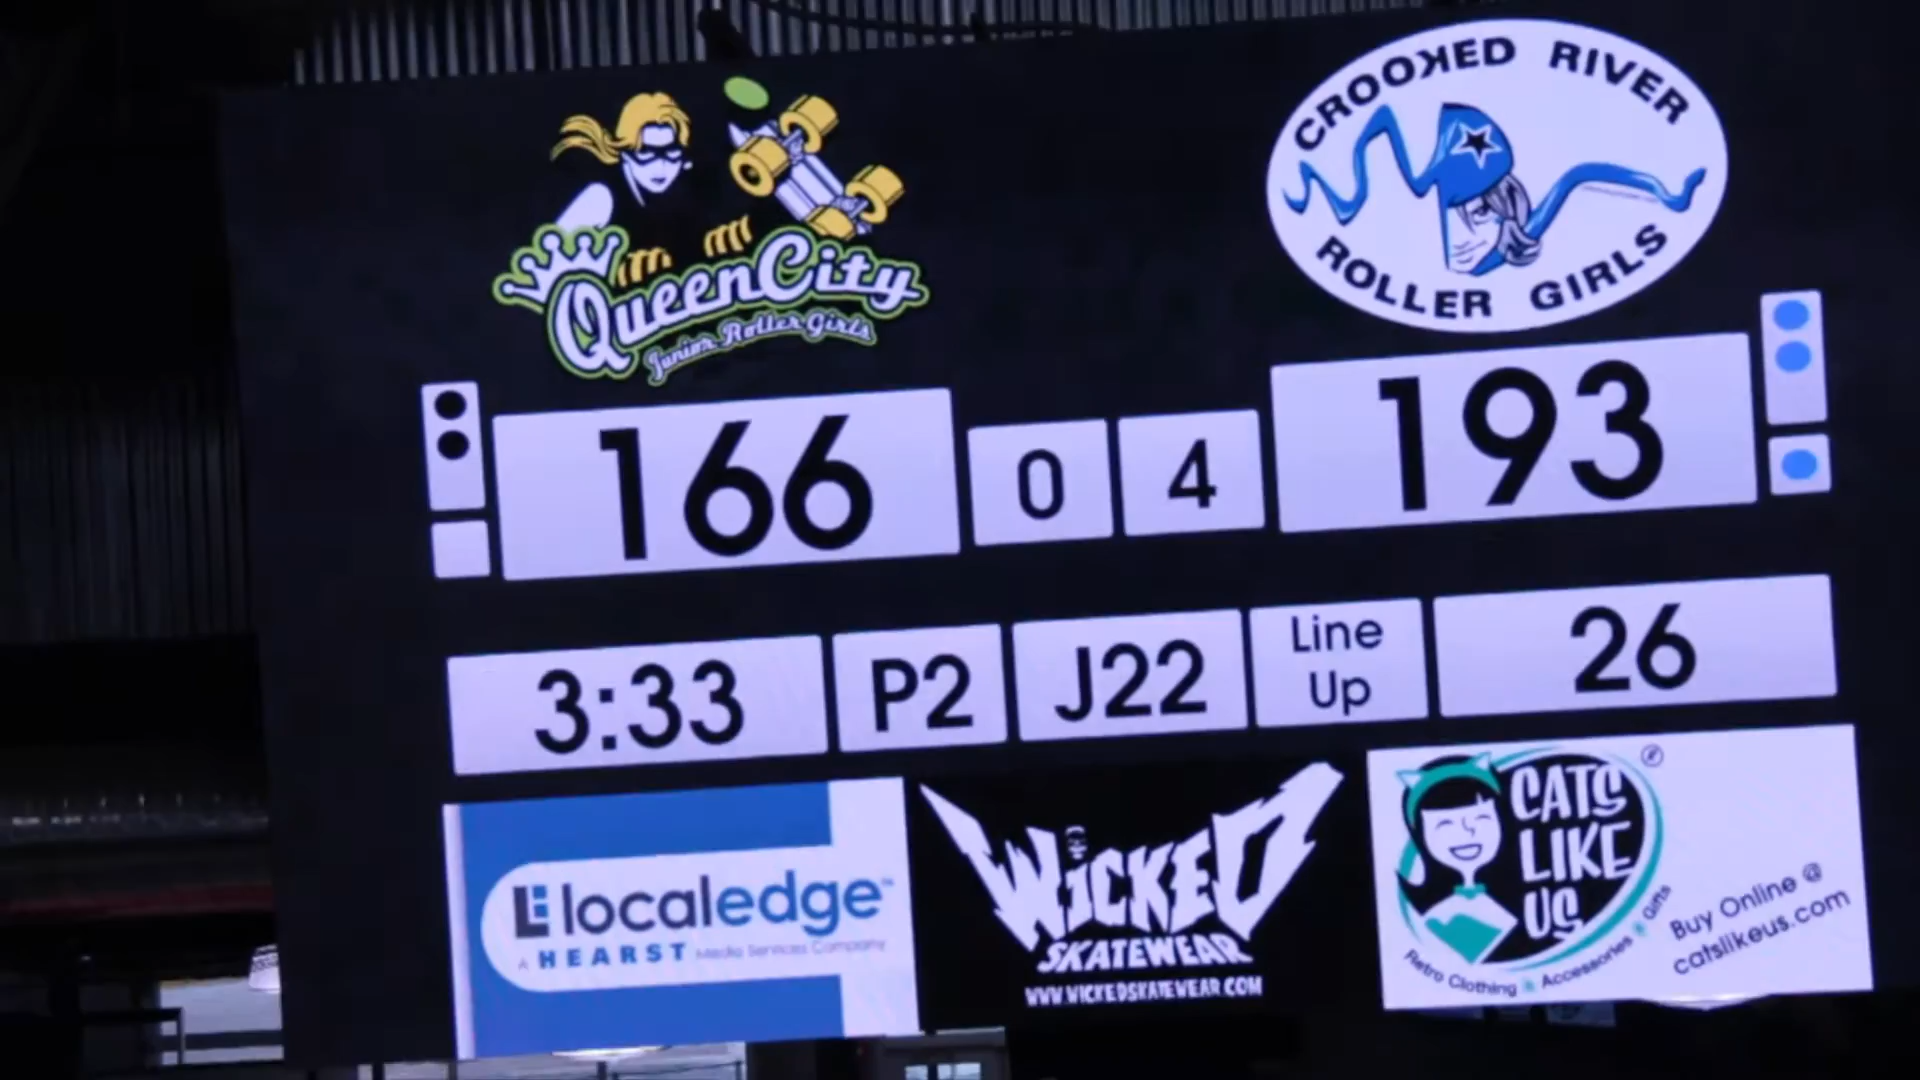 QueenCity
Junior Roller Girls
CROOKED RIVER
ROLLER GIRLS
166
0
4
193
3:33
P2
J22
Line
Up
26
localedge™
A HEARST Media Services Company
WICKED
SKATEWEAR
WWW.WICKEDSKATEWEAR.COM
CATS
LIKE
US
Retro Clothing & Accessories & Gifts
Buy Online @
catslikeus.com